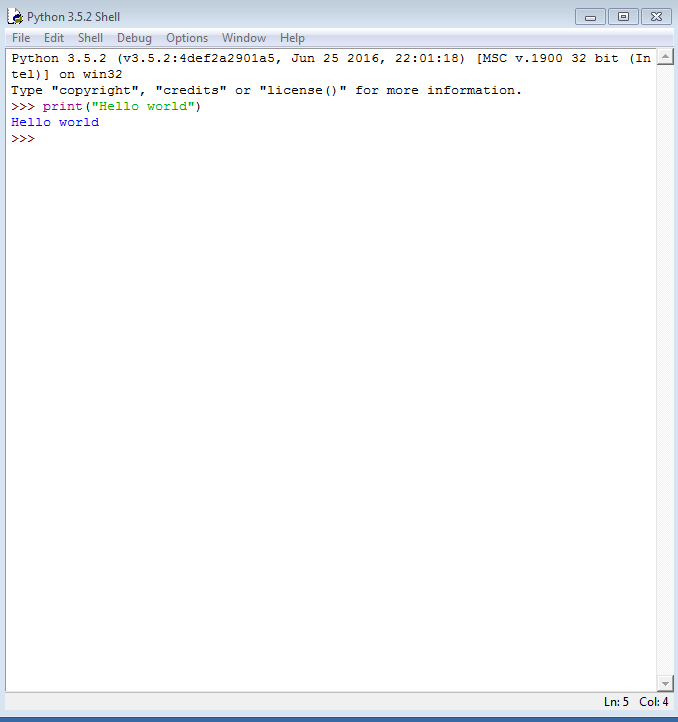 Python 3.5.2 Shell
File Edit Shell Debug Options Window Help
Python 3.5.2 (v3.5.2:4def2a2901a5, Jun 25 2016, 22:01:18) [MSC v.1900 32 bit (In
tel)] on win32
Type "copyright", "credits" or "license()" for more information.
>>> print("Hello world")
Hello world
>>>
Ln: 5 Col: 4